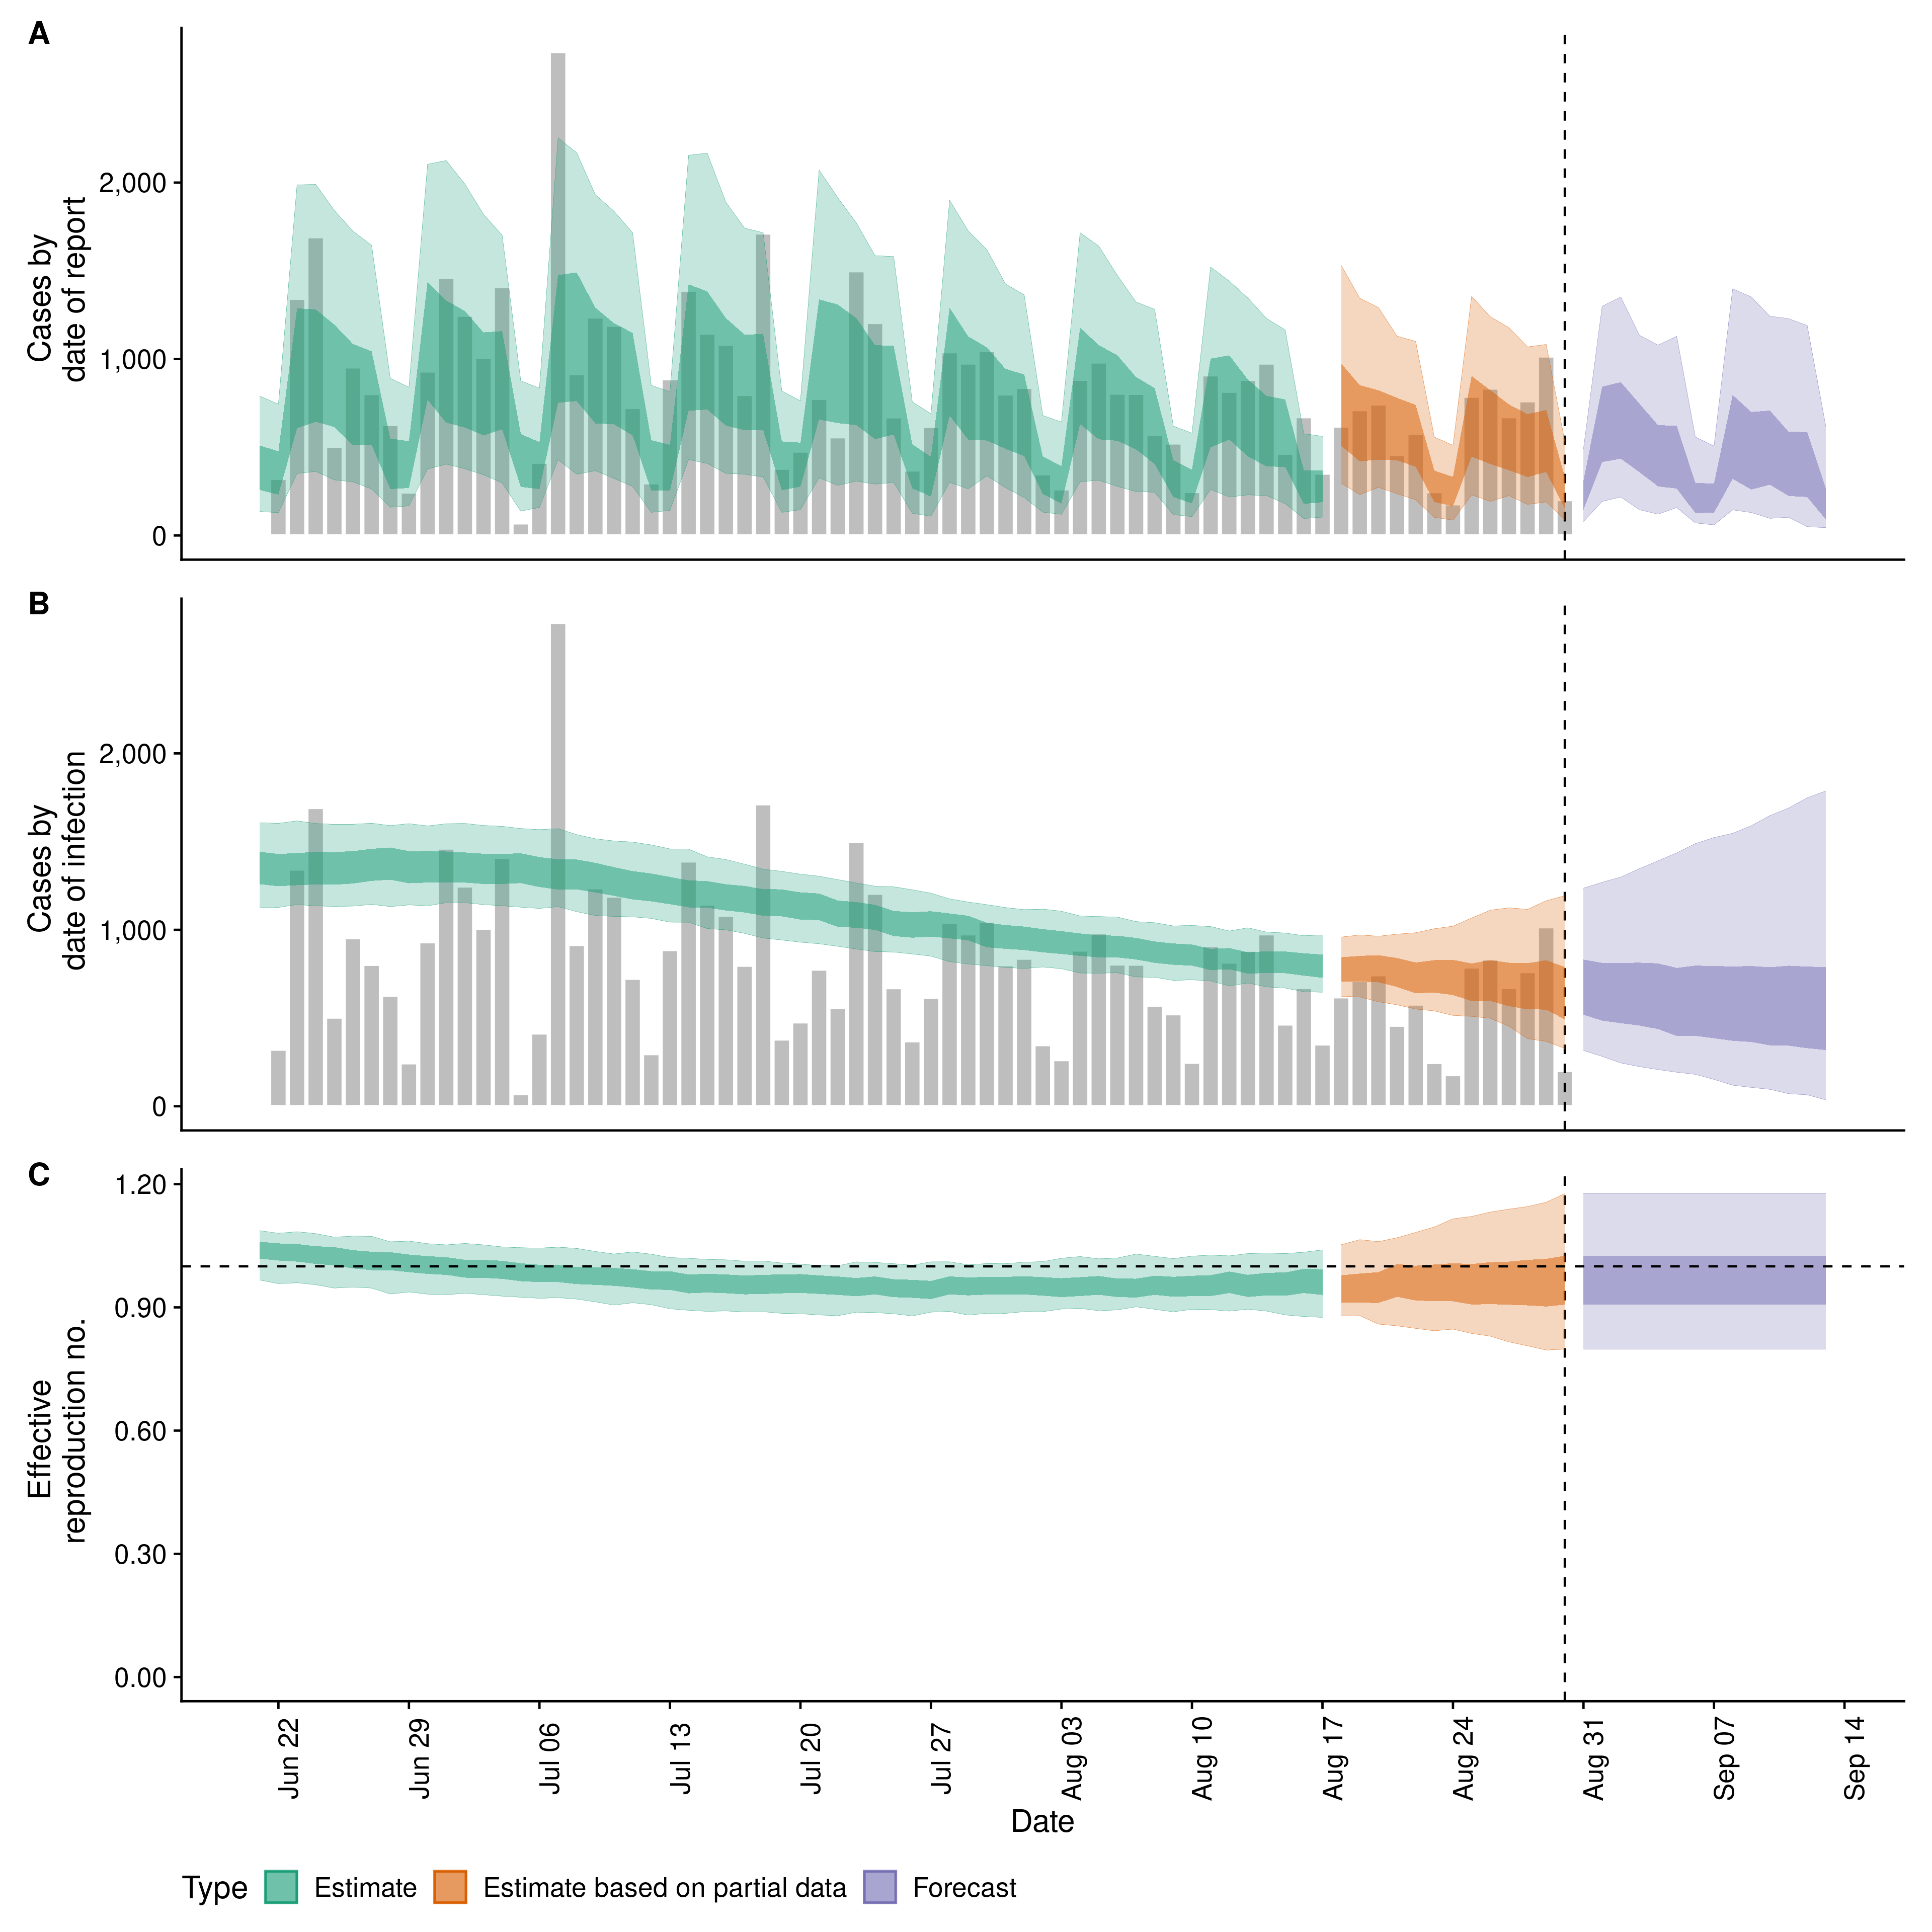 A
Cases by
date of report
2,000
1,000
0
B
Cases by
date of infection
2,000
1,000
0
C
Effective
reproduction no.
1.20
0.90
0.60
0.30
0.00
Jun 22
Jun 29
Jul 06
Jul 13
Jul 20
Jul 27
Aug 03
Aug 10
Aug 17
Aug 24
Aug 31
Sep 07
Sep 14
Date
Type Estimate Estimate based on partial data Forecast